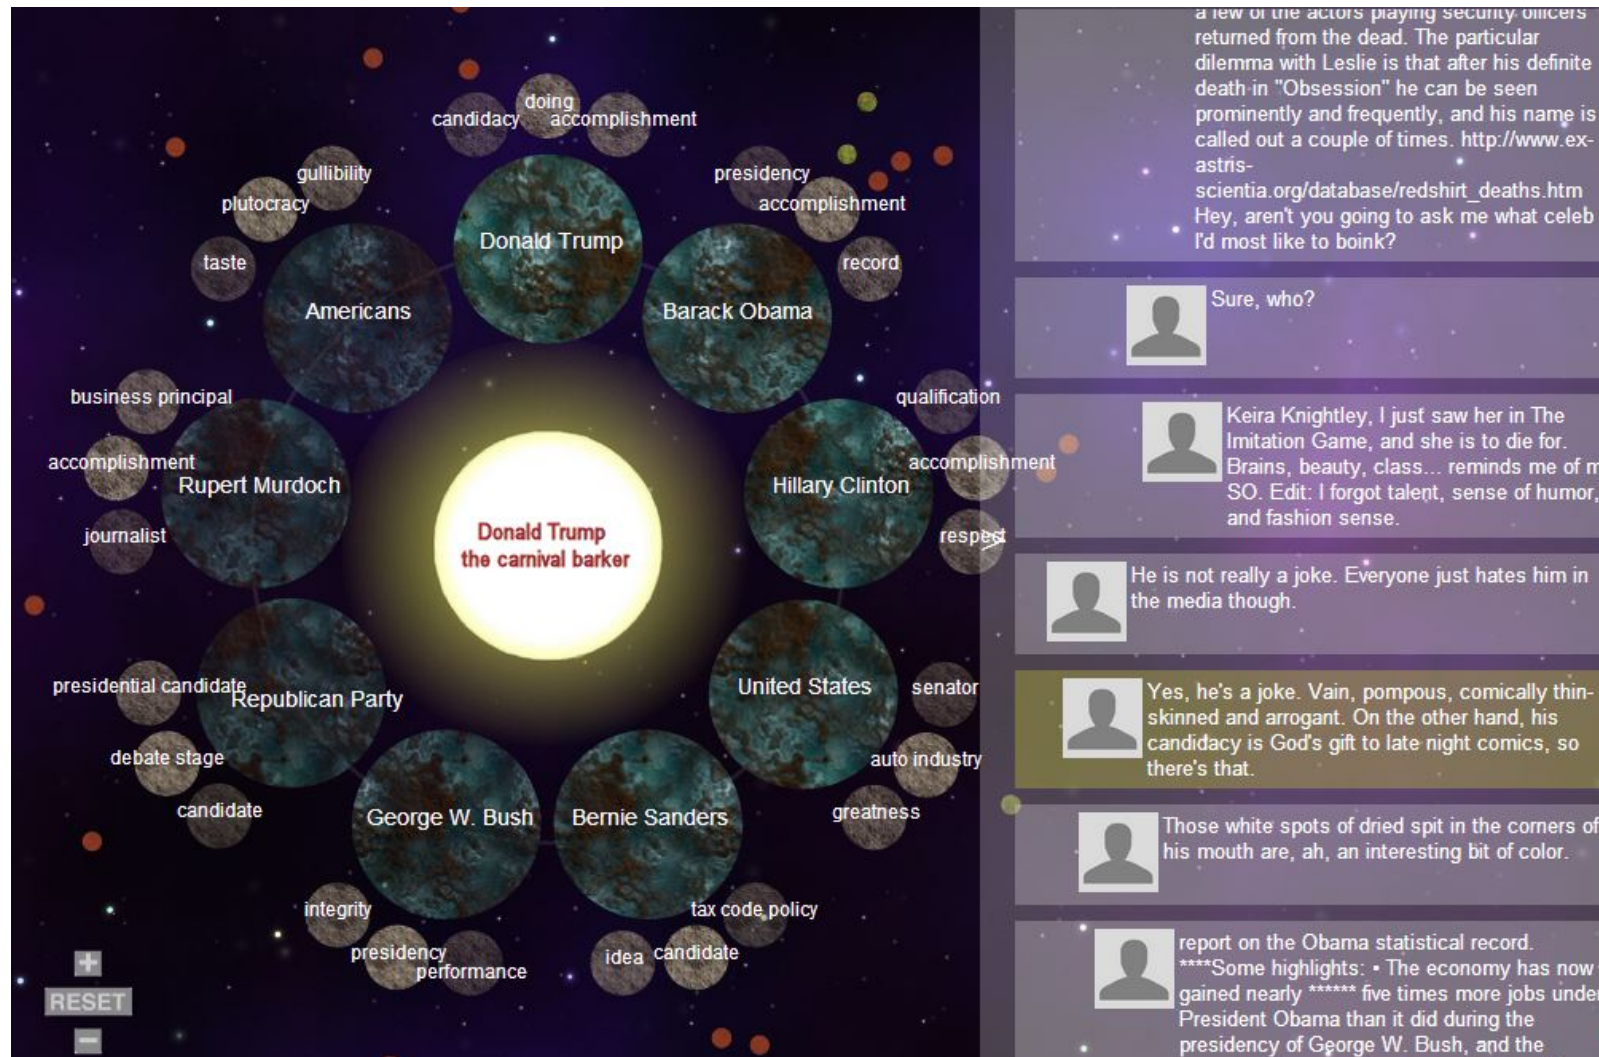 doing
candidacy
accomplishment
gullibility
plutocracy
taste
Americans
Donald Trump
presidency
accomplishment
record
Barack Obama
business principal
accomplishment
journalist
Rupert Murdoch
Donald Trump
the carnival barker
qualification
accomplishment
respect
Hillary Clinton
presidential candidate
debate stage
candidate
Republican Party
United States
senator
auto industry
greatness
George W. Bush
integrity
presidency
performance
Bernie Sanders
tax code policy
idea
candidate
+
RESET
-
>
a few of the actors playing security officers
returned from the dead. The particular
dilemma with Leslie is that after his definite
death in "Obsession" he can be seen
prominently and frequently, and his name is
called out a couple of times. http://www.ex-
astris-
scientia.org/database/redshirt_deaths.htm
Hey, aren't you going to ask me what celeb
I'd most like to boink?
Sure, who?
Keira Knightley, I just saw her in The
Imitation Game, and she is to die for.
Brains, beauty, class... reminds me of m
SO. Edit: I forgot talent, sense of humor,
and fashion sense.
He is not really a joke. Everyone just hates him in
the media though.
Yes, he's a joke. Vain, pompous, comically thin-
skinned and arrogant. On the other hand, his
candidacy is God's gift to late night comics, so
there's that.
Those white spots of dried spit in the corners of
his mouth are, ah, an interesting bit of color.
report on the Obama statistical record.
****Some highlights: • The economy has now
gained nearly ****** five times more jobs under
President Obama than it did during the
presidency of George W. Bush, and the